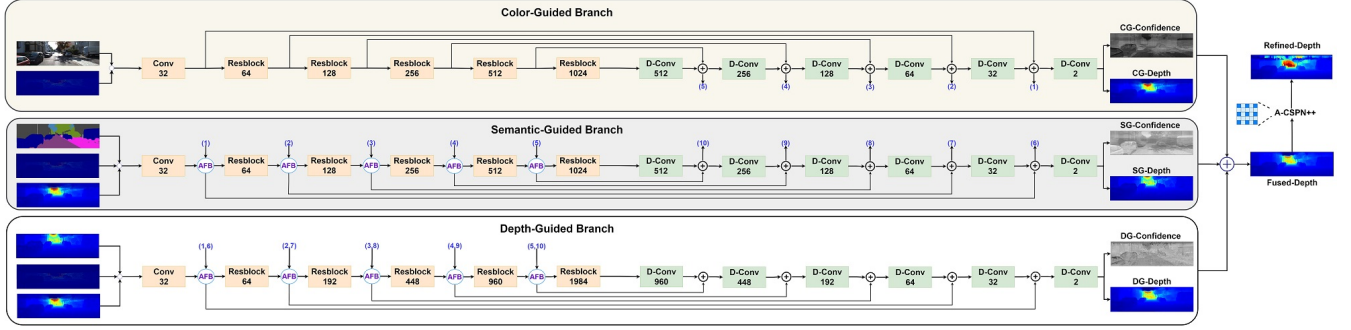 Color-Guided Branch
Conv
32
Resblock
64
Resblock
128
Resblock
256
Resblock
512
Resblock
1024
D-Conv
512
(5)
D-Conv
256
(4)
D-Conv
128
(3)
D-Conv
64
(2)
D-Conv
32
(1)
D-Conv
2
CG-Confidence
CG-Depth
Semantic-Guided Branch
Conv
32
(1)
AFB
Resblock
64
(2)
AFB
Resblock
128
(3)
AFB
Resblock
256
(4)
AFB
Resblock
512
(5)
AFB
Resblock
1024
D-Conv
512
(10)
D-Conv
256
(9)
D-Conv
128
(8)
D-Conv
64
(7)
D-Conv
32
(6)
D-Conv
2
SG-Confidence
SG-Depth
Depth-Guided Branch
Conv
32
(1,6)
AFB
Resblock
64
(2,7)
AFB
Resblock
192
(3,8)
AFB
Resblock
448
(4,9)
AFB
Resblock
960
(5,10)
AFB
Resblock
1984
D-Conv
960
D-Conv
448
D-Conv
192
D-Conv
64
D-Conv
32
D-Conv
2
DG-Confidence
DG-Depth
Refined-Depth
A-CSPN++
Fused-Depth